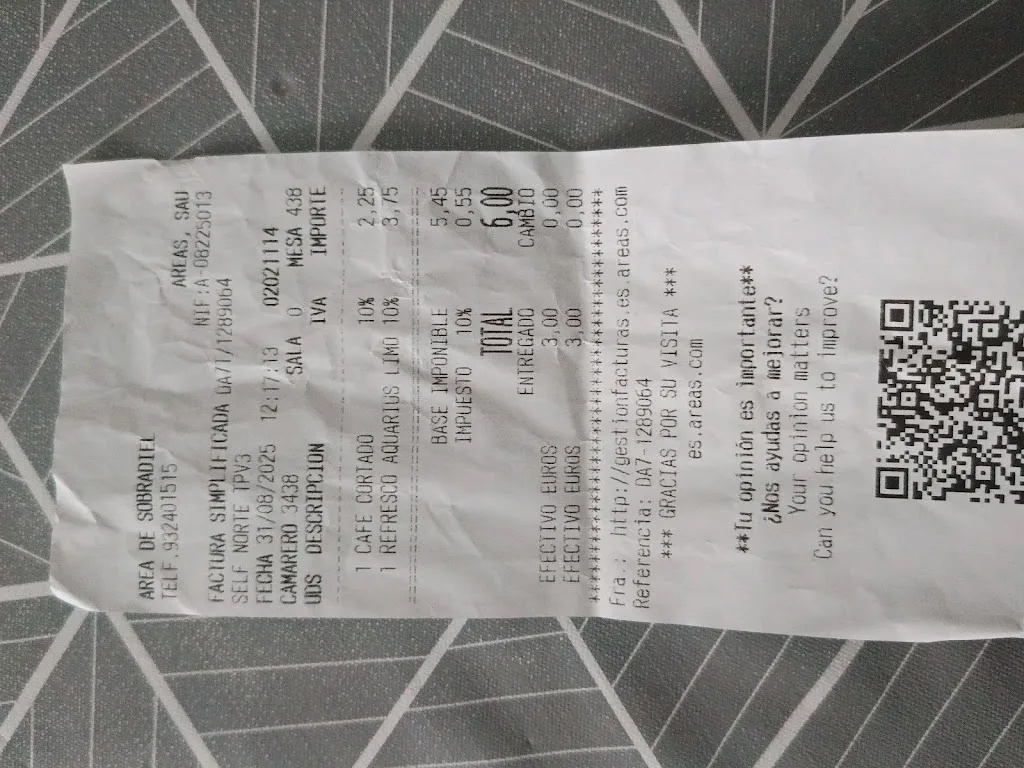 AREA DE SOBRADIEL
TELF.932401515
AREAS, SAU
NIF:A-08225013
FACTURA SIMPLIFICADA DA7/1/1289064
SELF NORTE TPV3
FECHA 31/08/2025 12:17:13 02021114
CAMARERO 3438 SALA 0 MESA 438
UDS DESCRIPCION IVA IMPORTE
1 CAFE CORTADO 10% 2,25
1 REFRESCO AQUARIUS LIMO 10% 3,75
BASE IMPONIBLE 5,45
IMPUESTO 10% 0,55
TOTAL 6,00
ENTREGADO CAMBIO
EFECTIVO EUROS 3,00 0,00
EFECTIVO EUROS 3,00 0,00
******************************************
Fra.: http://gestionfacturas.es.areas.com
Referencia: DA7-1289064
*** GRACIAS POR SU VISITA ***
es.areas.com
**Tu opinión es importante**
¿Nos ayudas a mejorar?
Your opinion matters
Can you help us to improve?